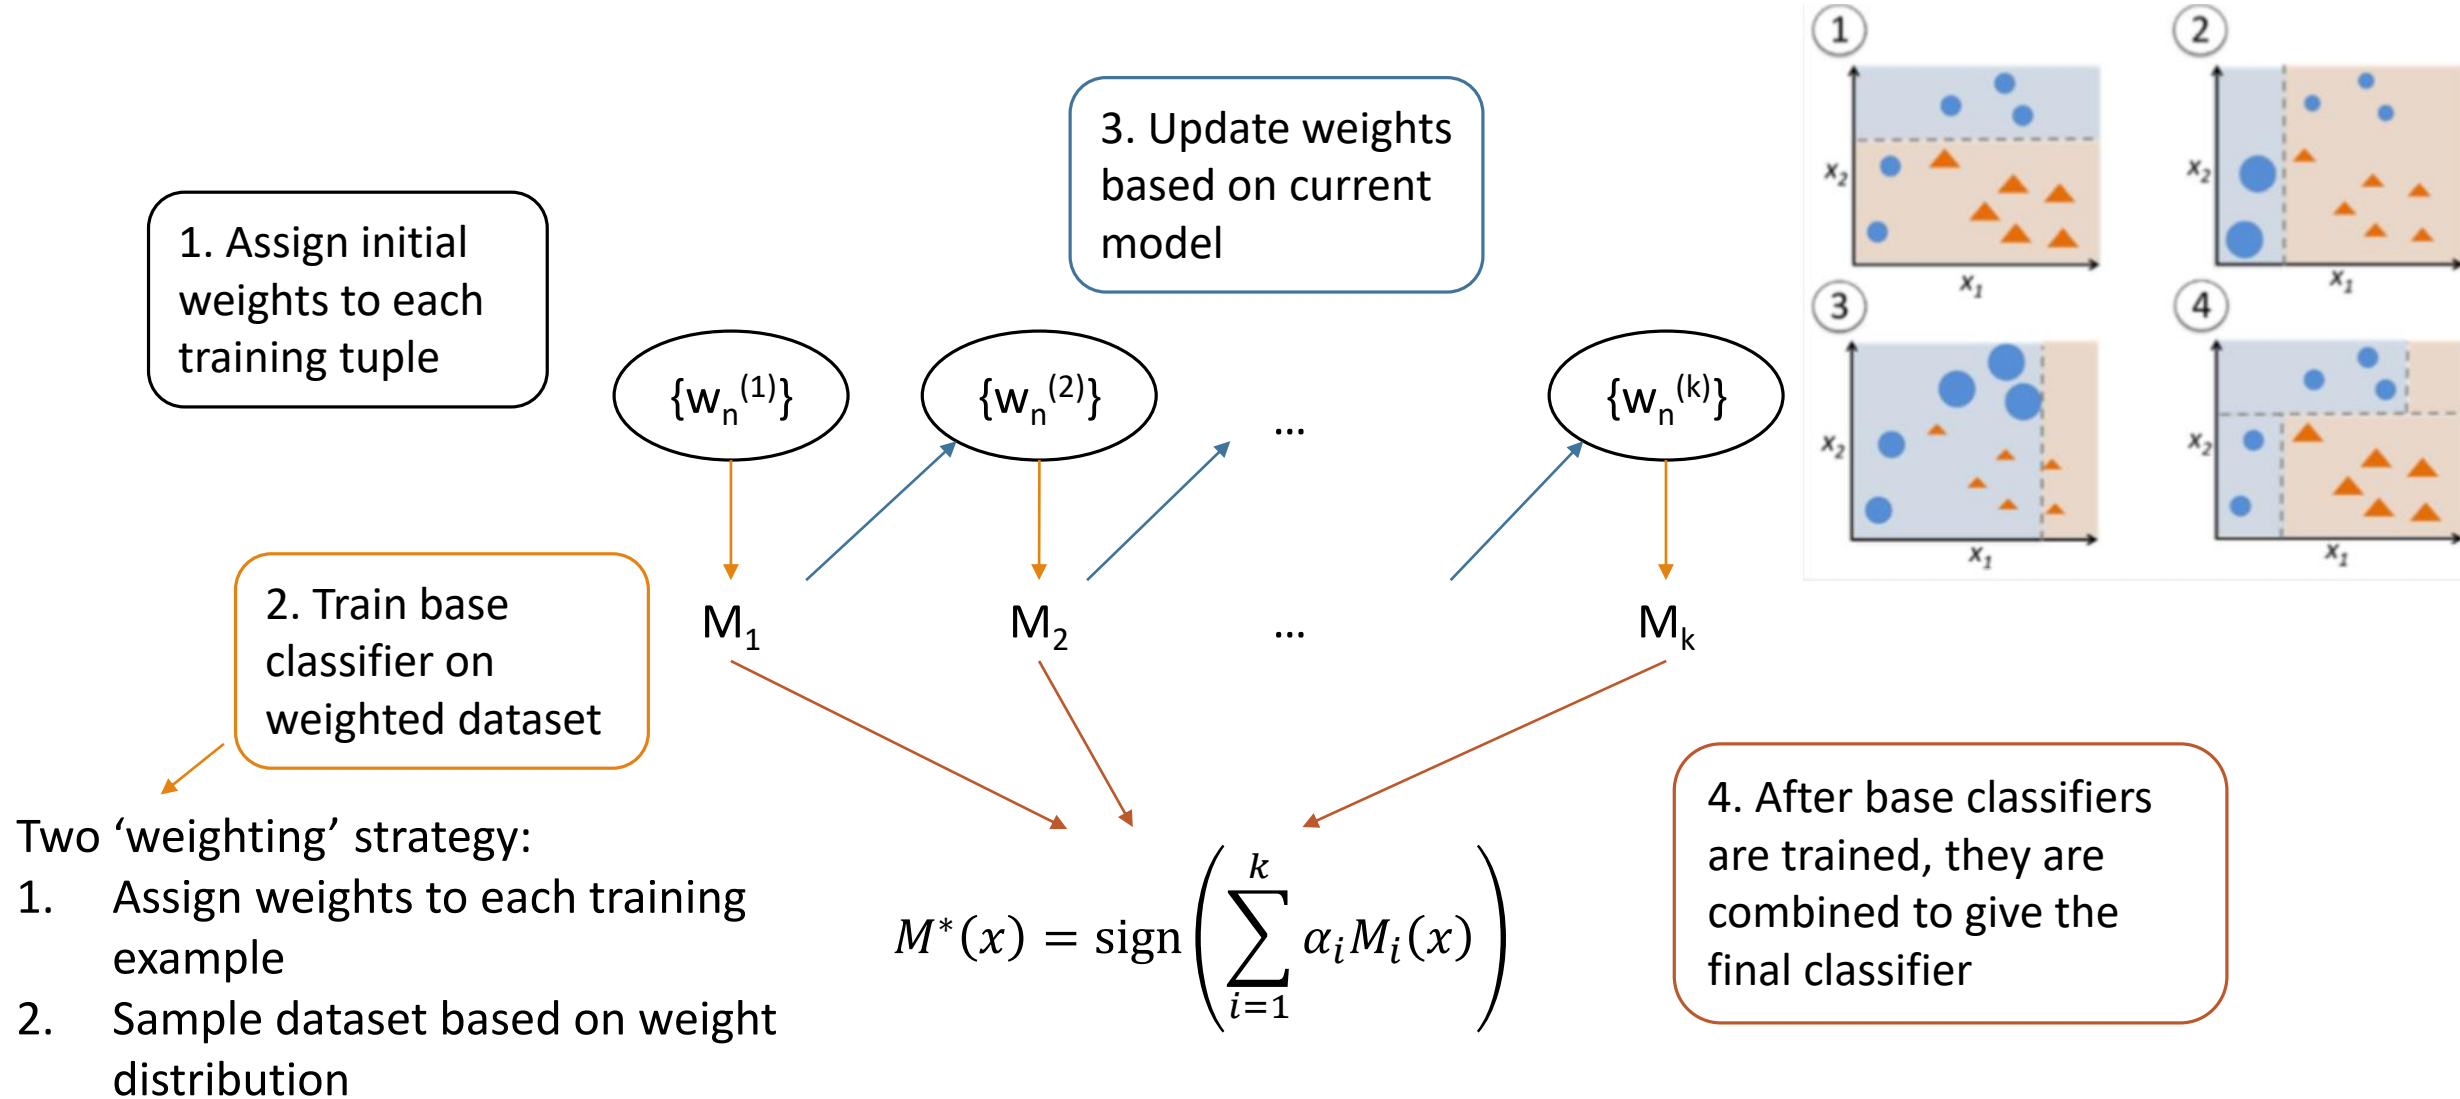 1. Assign initial
weights to each
training tuple
3. Update weights
based on current
model
{wₙ⁽¹⁾}
{wₙ⁽²⁾}
...
{wₙ⁽ᵏ⁾}
2. Train base
classifier on
weighted dataset
M₁
M₂
...
Mₖ
Two ‘weighting’ strategy:
1. Assign weights to each training
example
2. Sample dataset based on weight
distribution
M*(x) = sign(∑ᵢ₌₁ᵏ αᵢMᵢ(x))
4. After base classifiers
are trained, they are
combined to give the
final classifier
1
x₂
x₁
2
x₂
x₁
3
x₂
x₁
4
x₂
x₁